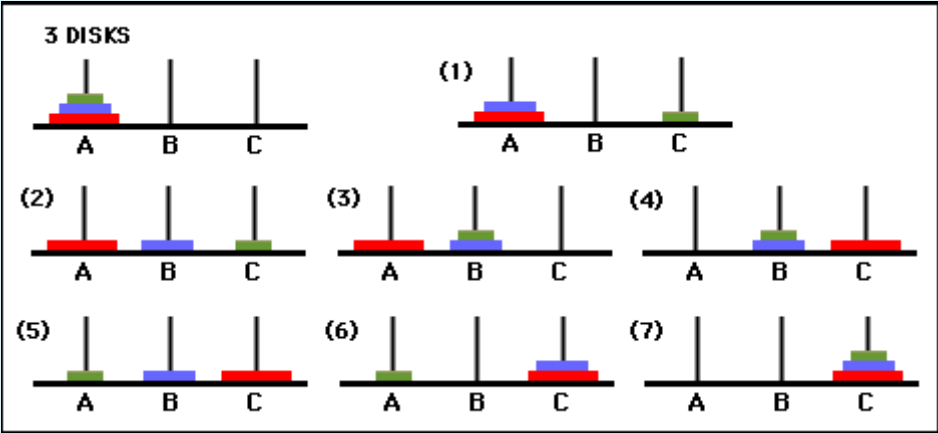 3 DISKS
A B C
(1)
A B C
(2)
A B C
(3)
A B C
(4)
A B C
(5)
A B C
(6)
A B C
(7)
A B C